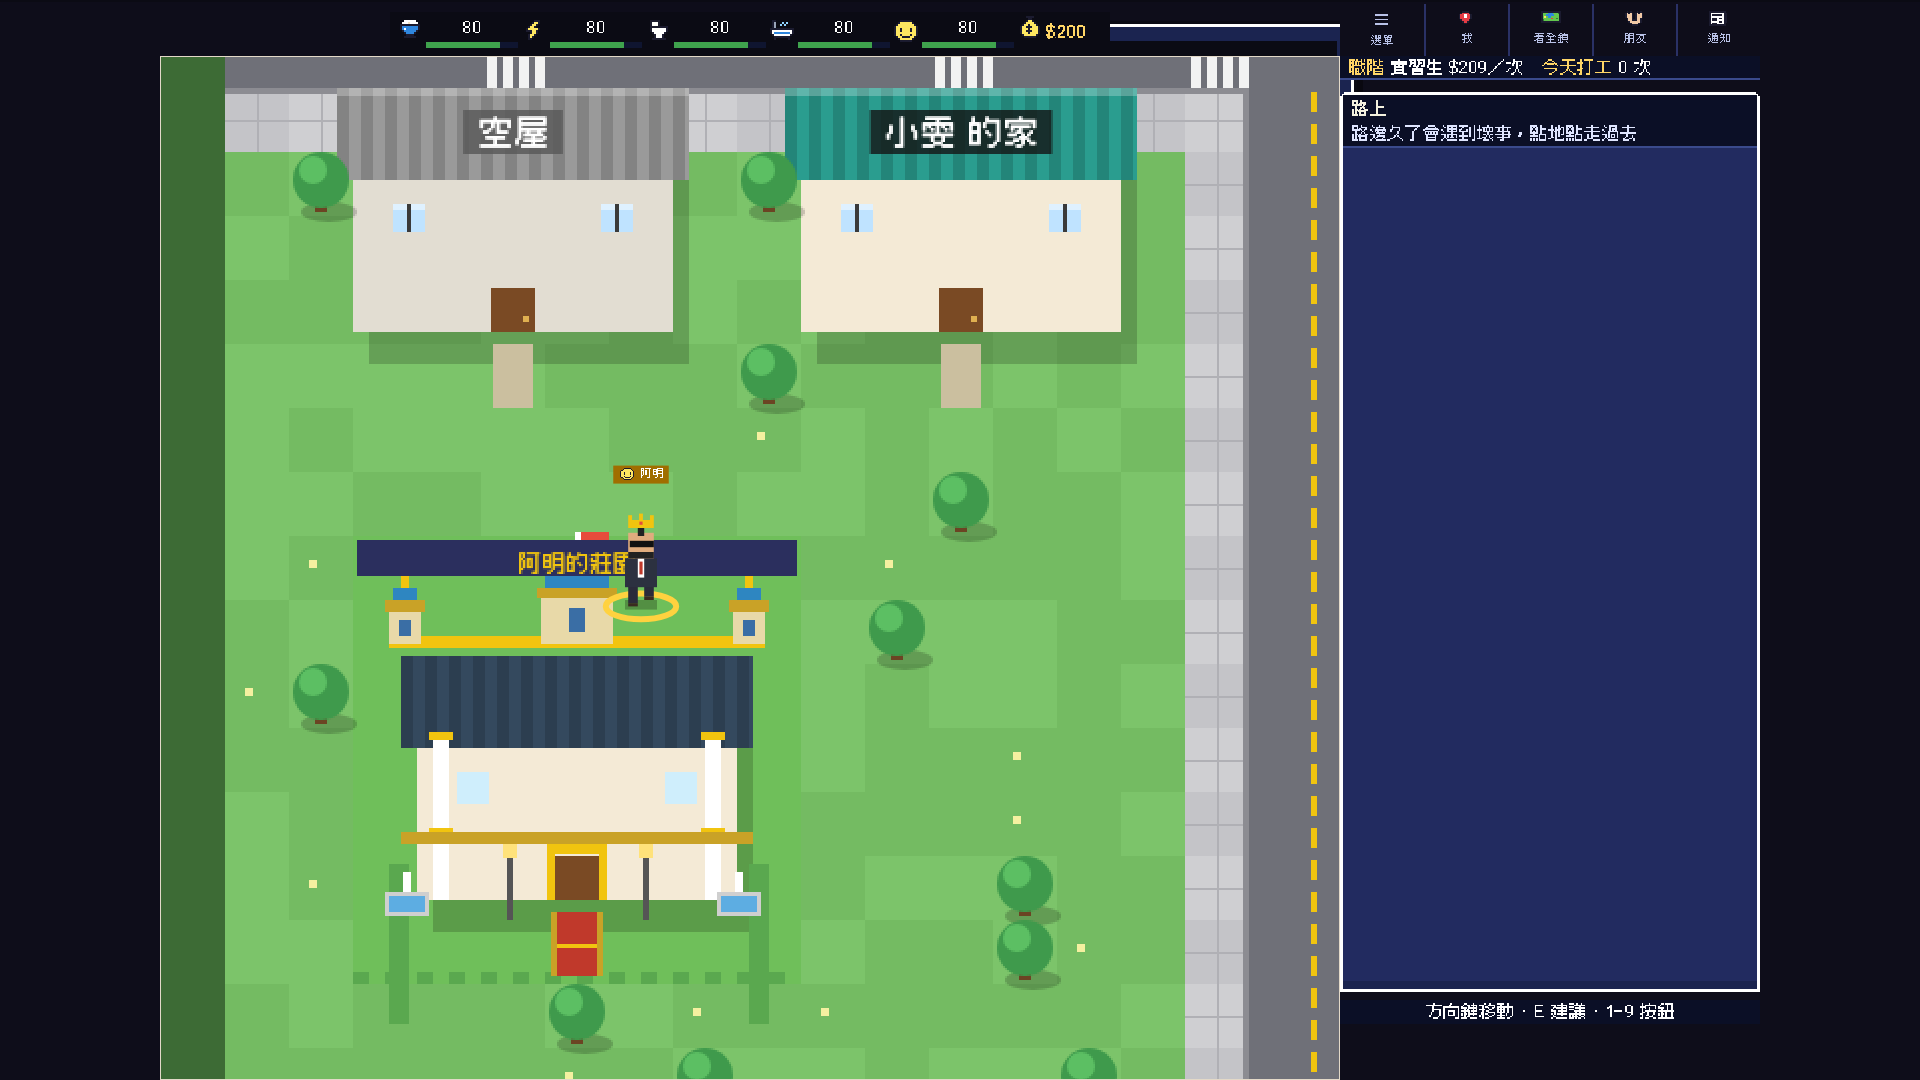 80
80
80
80
80
$200
選單
我
看全鎮
朋友
通知
職階 實習生 $209／次 今天打工 0 次
路上
路邊久了會遇到壞事，點地點走過去
空屋
小雯 的家
阿明
阿明的莊園
方向鍵移動 · E 建議 · 1-9 按鈕